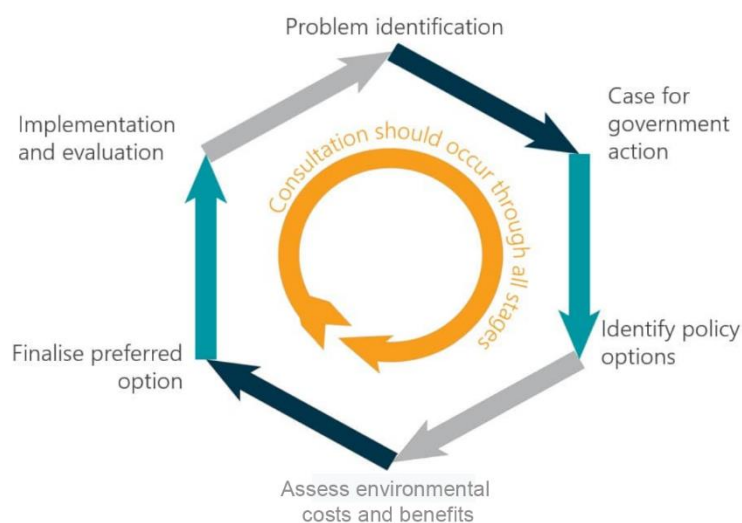 Problem identification
Case for
government
action
Identify policy
options
Assess environmental
costs and benefits
Finalise preferred
option
Implementation
and evaluation
Consultation should occur through all stages